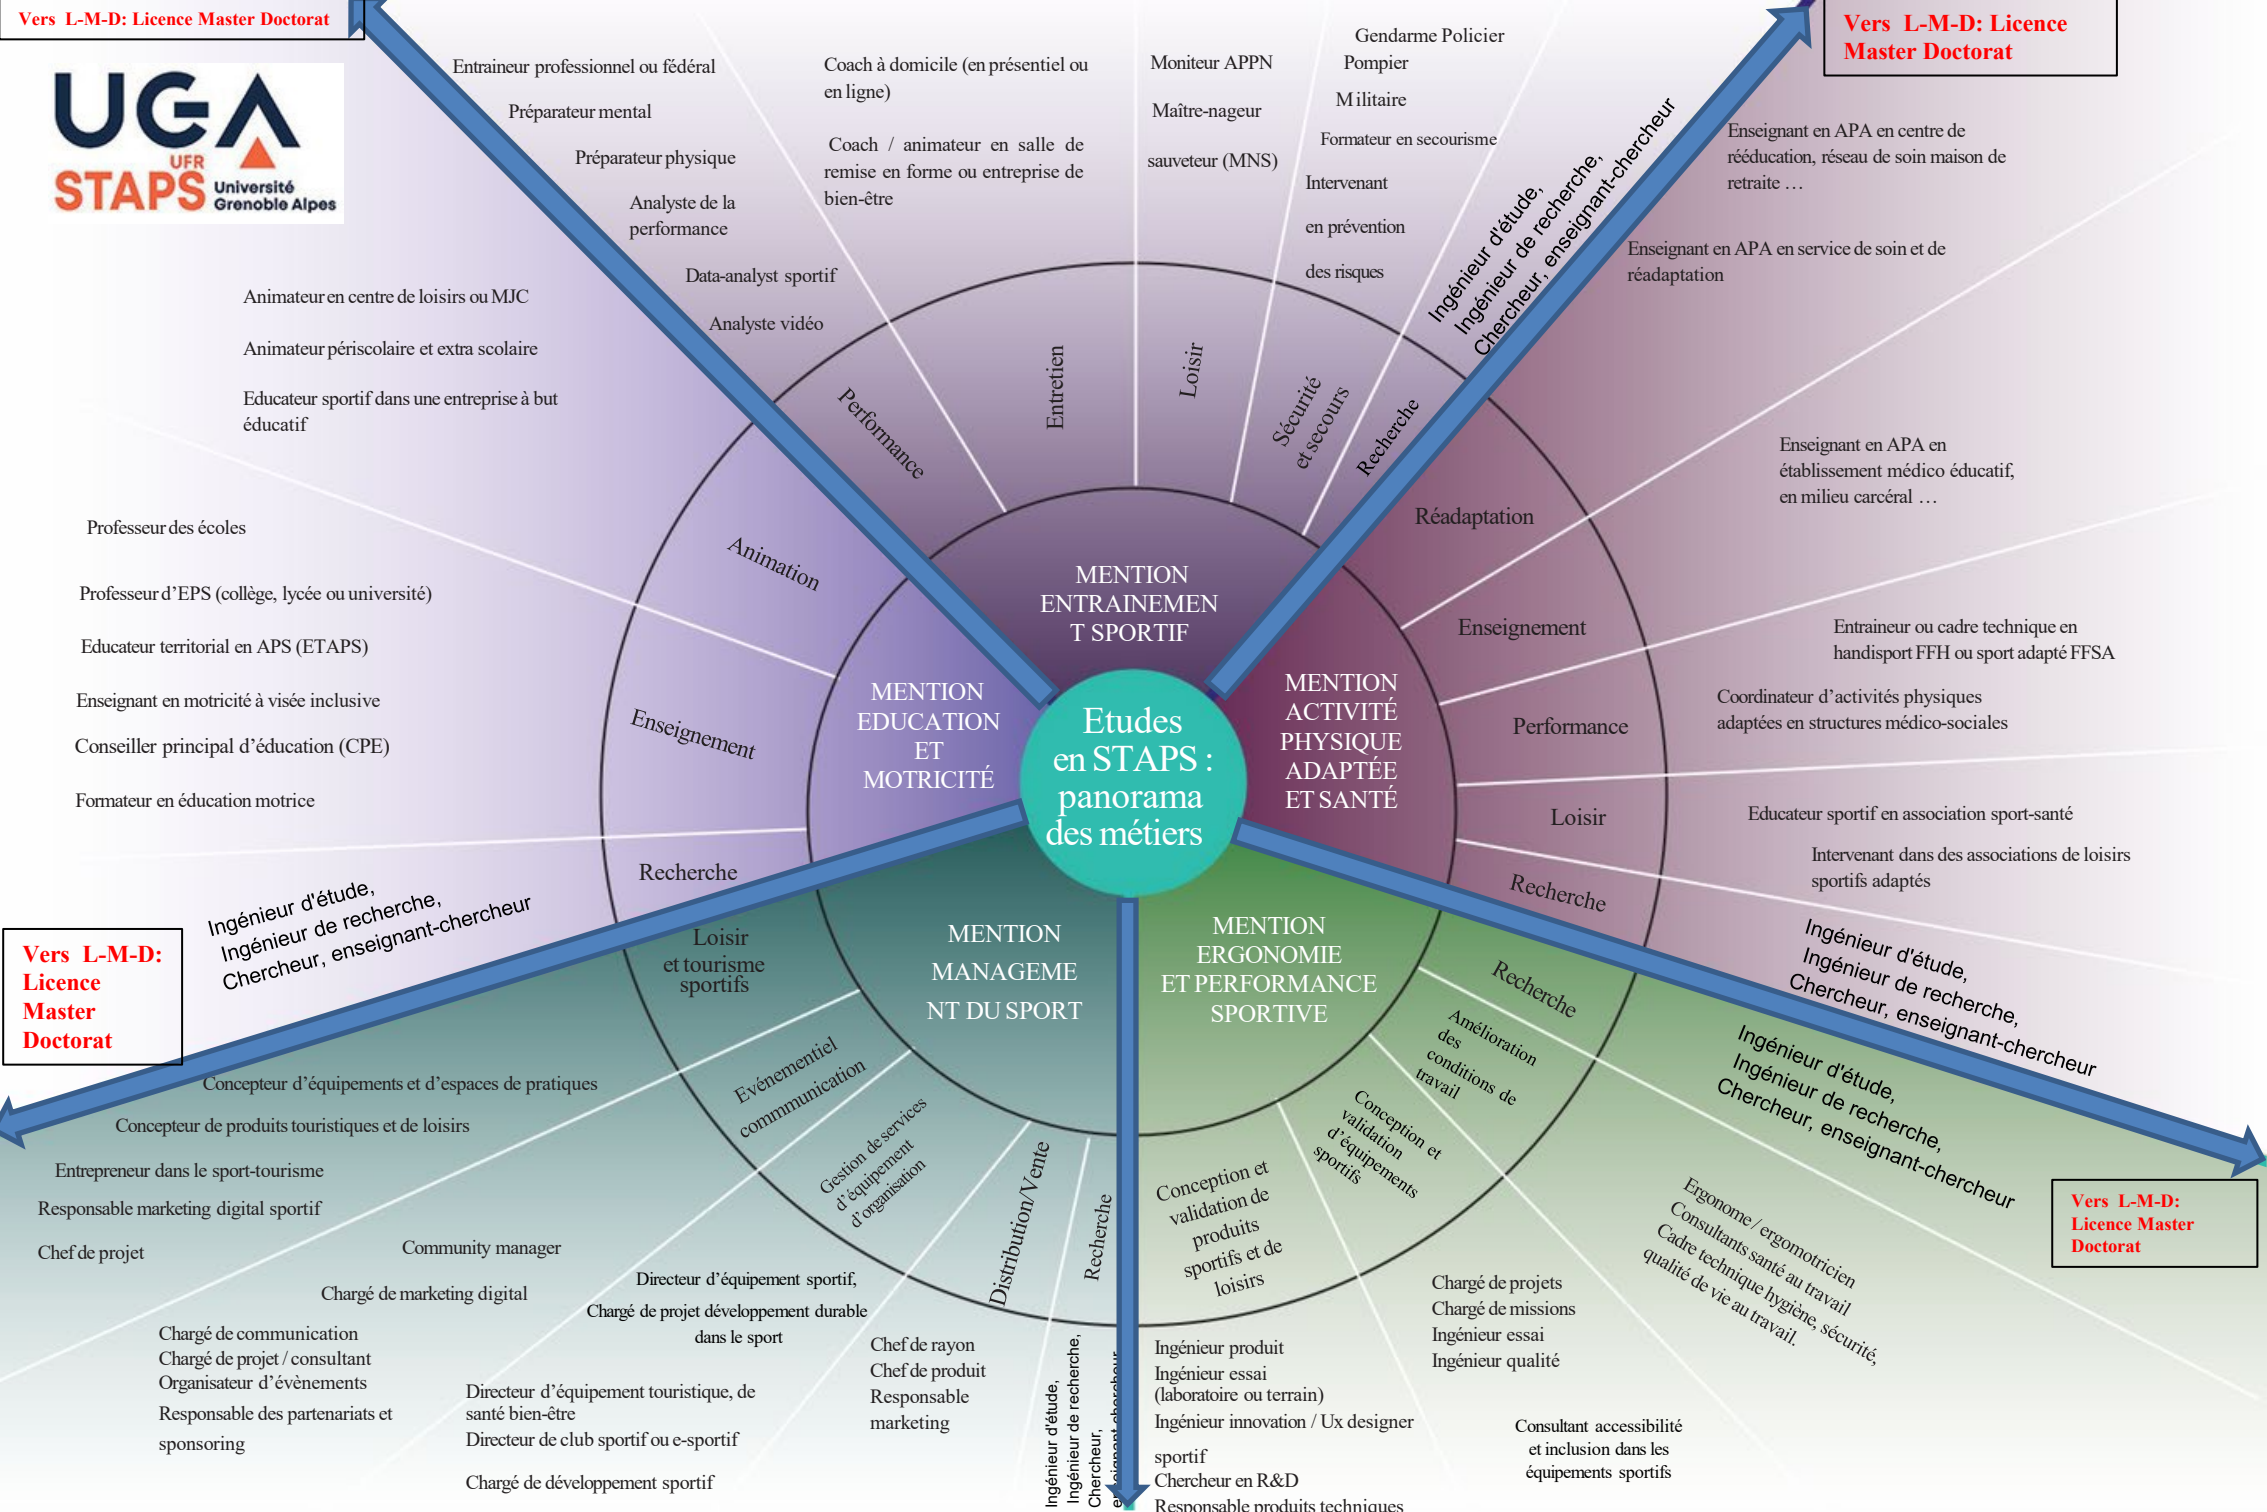 Vers L-M-D: Licence Master Doctorat
UGA
UFR
STAPS
Université
Grenoble Alpes
Entraineur professionnel ou fédéral
Préparateur mental
Préparateur physique
Analyste de la
performance
Data-analyst sportif
Analyste vidéo
Coach à domicile (en présentiel ou
en ligne)
Coach / animateur en salle de
remise en forme ou entreprise de
bien-être
Moniteur APPN
Maître-nageur
sauveteur (MNS)
Gendarme Policier
Pompier
Militaire
Formateur en secourisme
Intervenant
en prévention
des risques
Ingénieur d'étude,
Ingénieur de recherche,
Chercheur, enseignant-chercheur
Vers L-M-D: Licence
Master Doctorat
Performance
Entretien
Loisir
Sécurité
et secours
Recherche
MENTION
ENTRAINEMEN
T SPORTIF
Enseignant en APA en centre de
rééducation, réseau de soin maison de
retraite …
Enseignant en APA en service de soin et de
réadaptation
Enseignant en APA en
établissement médico éducatif,
en milieu carcéral …
Entraineur ou cadre technique en
handisport FFH ou sport adapté FFSA
Coordinateur d'activités physiques
adaptées en structures médico-sociales
Educateur sportif en association sport-santé
Intervenant dans des associations de loisirs
sportifs adaptés
Ingénieur d'étude,
Ingénieur de recherche,
Chercheur, enseignant-chercheur
Réadaptation
Enseignement
Performance
Loisir
Recherche
MENTION
ACTIVITÉ
PHYSIQUE
ADAPTÉE
ET SANTÉ
Animateur en centre de loisirs ou MJC
Animateur périscolaire et extra scolaire
Educateur sportif dans une entreprise à but
éducatif
Professeur des écoles
Professeur d'EPS (collège, lycée ou université)
Educateur territorial en APS (ETAPS)
Enseignant en motricité à visée inclusive
Conseiller principal d'éducation (CPE)
Formateur en éducation motrice
Ingénieur d'étude,
Ingénieur de recherche,
Chercheur, enseignant-chercheur
Animation
Enseignement
Recherche
MENTION
EDUCATION
ET
MOTRICITÉ
Etudes
en STAPS :
panorama
des métiers
Vers L-M-D:
Licence
Master
Doctorat
MENTION
MANAGEME
NT DU SPORT
Loisir
et tourisme
sportifs
Evénementiel
commmunication
Gestion de services
d'équipement
d'organisation
Distribution/Vente
Recherche
Concepteur d'équipements et d'espaces de pratiques
Concepteur de produits touristiques et de loisirs
Entrepreneur dans le sport-tourisme
Responsable marketing digital sportif
Chef de projet
Community manager
Chargé de marketing digital
Chargé de communication
Chargé de projet / consultant
Organisateur d'évènements
Responsable des partenariats et
sponsoring
Directeur d'équipement sportif,
Chargé de projet développement durable
dans le sport
Directeur d'équipement touristique, de
santé bien-être
Directeur de club sportif ou e-sportif
Chargé de développement sportif
Chef de rayon
Chef de produit
Responsable
marketing
Ingénieur d'étude,
Ingénieur de recherche,
Chercheur,
enseignant-chercheur
MENTION
ERGONOMIE
ET PERFORMANCE
SPORTIVE
Recherche
Amélioration
des
conditions de
travail
Conception et
validation
d'équipements
sportifs
Conception et
validation de
produits
sportifs et de
loisirs
Ingénieur d'étude,
Ingénieur de recherche,
Chercheur, enseignant-chercheur
Ergonome / ergomotricien
Consultants santé au travail
Cadre technique hygiène, sécurité,
qualité de vie au travail.
Chargé de projets
Chargé de missions
Ingénieur essai
Ingénieur qualité
Consultant accessibilité
et inclusion dans les
équipements sportifs
Ingénieur produit
Ingénieur essai
(laboratoire ou terrain)
Ingénieur innovation / Ux designer
sportif
Chercheur en R&D
Responsable produits techniques
Vers L-M-D:
Licence Master
Doctorat